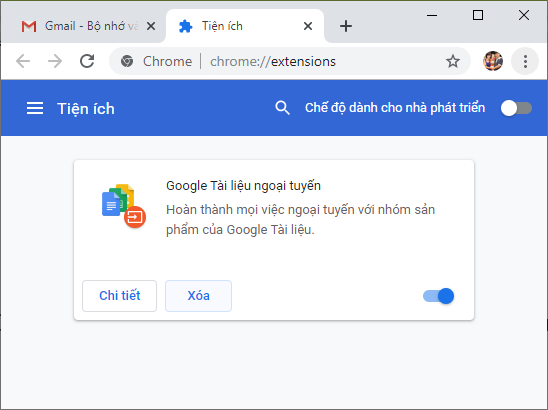 Gmail - Bộ nhớ
Tiện ích
Chrome | chrome://extensions
Tiện ích
Chế độ dành cho nhà phát triển
Google Tài liệu ngoại tuyến
Hoàn thành mọi việc ngoại tuyến với nhóm sản
phẩm của Google Tài liệu.
Chi tiết
Xóa